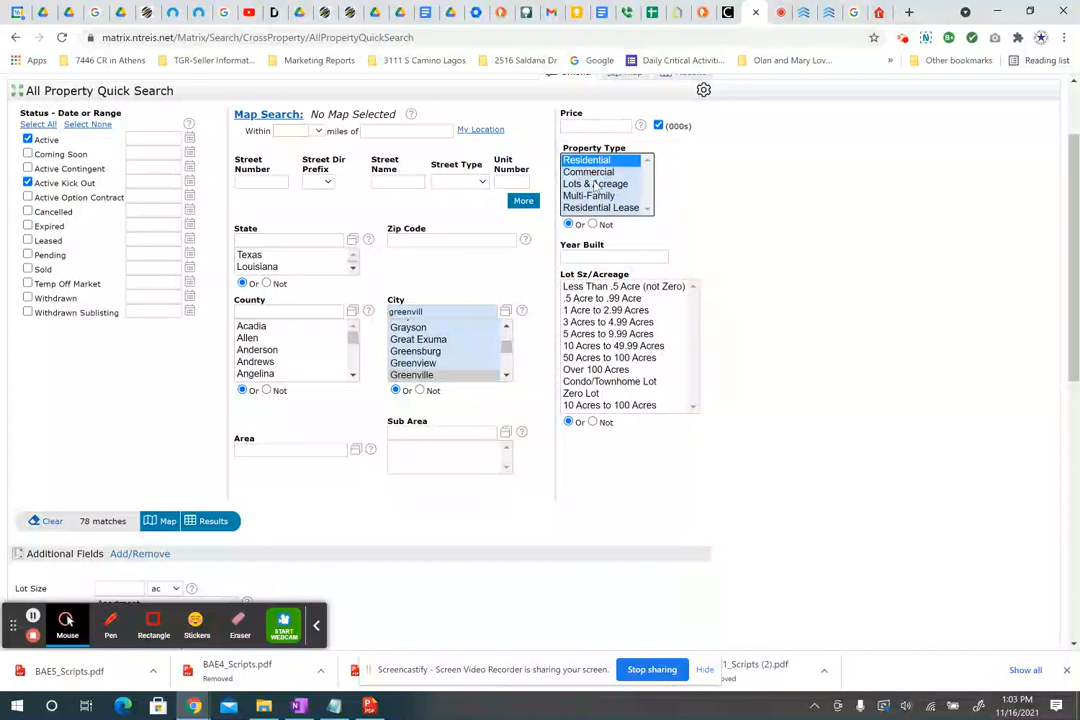 matrix.ntreis.net/Matrix/Search/CrossProperty/AllPropertyQuickSearch
Apps 7446 CR in Athens TGR-Seller Informat... Marketing Reports 3111 S Camino Lagos 2516 Saldana Dr Google Daily Critical Activiti... Olan and Mary Lov... » Other bookmarks Reading list
All Property Quick Search
Status - Date or Range
Select All Select None
Active
Coming Soon
Active Contingent
Active Kick Out
Active Option Contract
Cancelled
Expired
Leased
Pending
Sold
Temp Off Market
Withdrawn
Withdrawn Sublisting
Map Search: No Map Selected
Within miles of My Location
Street Number Street Dir Prefix Street Name Street Type Unit Number
More
State Zip Code
Texas
Louisiana
Or Not
County City
greenvill
Acadia
Allen
Anderson
Andrews
Angelina
Grayson
Great Exuma
Greensburg
Greenview
Greenville
Or Not Or Not
Sub Area
Area
Price
(000s)
Property Type
Residential
Commercial
Lots & Acreage
Multi-Family
Residential Lease
Or Not
Year Built
Lot Sz/Acreage
Less Than .5 Acre (not Zero)
.5 Acre to .99 Acre
1 Acre to 2.99 Acres
3 Acres to 4.99 Acres
5 Acres to 9.99 Acres
10 Acres to 49.99 Acres
50 Acres to 100 Acres
Over 100 Acres
Condo/Townhome Lot
Zero Lot
10 Acres to 100 Acres
Or Not
Clear 78 matches Map Results
Additional Fields Add/Remove
Lot Size ac
Mouse Pen Rectangle Stickers Eraser START WEBCAM
BAE5_Scripts.pdf
BAE4_Scripts.pdf
Removed
Screencastify - Screen Video Recorder is sharing your screen. Stop sharing Hide
1_Scripts (2).pdf
Show all
1:03 PM
11/16/2021